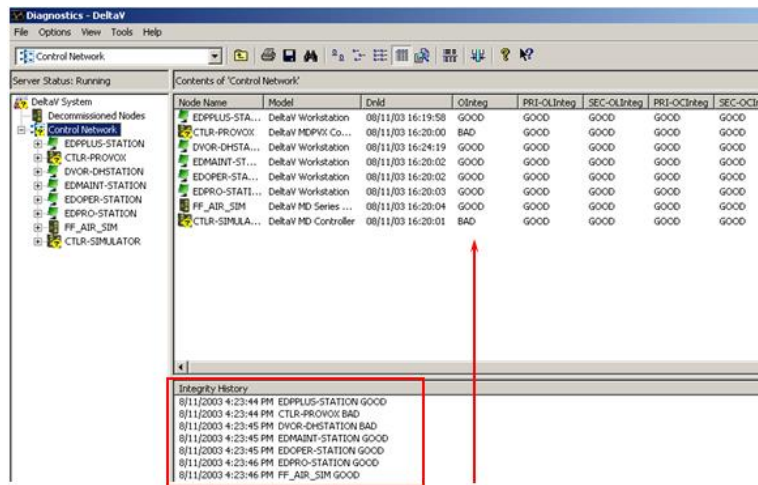 Diagnostics - DeltaV
File Options View Tools Help
Control Network
Server Status: Running
Contents of 'Control Network'
DeltaV System
Decommissioned Nodes
Control Network
EDPPLUS-STATION
CTLR-PROVOX
DVOR-DHSTATION
EDMAINT-STATION
EDOPER-STATION
EDPRO-STATION
FF_AIR_SIM
CTLR-SIMULATOR
Node Name Model Dnld OInteg PRI-OLInteg SEC-OLInteg PRI-OCInteg SEC-OCI
EDPPLUS-STA... DeltaV Workstation 08/11/03 16:19:58 GOOD GOOD GOOD GOOD GOOD
CTLR-PROVOX DeltaV MDPVX Co... 08/11/03 16:20:00 BAD GOOD GOOD GOOD GOOD
DVOR-DHSTA... DeltaV Workstation 08/11/03 16:24:19 GOOD GOOD GOOD GOOD GOOD
EDMAINT-ST... DeltaV Workstation 08/11/03 16:20:02 GOOD GOOD GOOD GOOD GOOD
EDOPER-STA... DeltaV Workstation 08/11/03 16:20:02 GOOD GOOD GOOD GOOD GOOD
EDPRO-STATI... DeltaV Workstation 08/11/03 16:20:03 GOOD GOOD GOOD GOOD GOOD
FF_AIR_SIM DeltaV MD Series ... 08/11/03 16:20:04 GOOD GOOD GOOD GOOD GOOD
CTLR-SIMULA... DeltaV MD Controller 08/11/03 16:20:01 BAD GOOD GOOD GOOD GOOD
Integrity History
8/11/2003 4:23:44 PM EDPPLUS-STATION GOOD
8/11/2003 4:23:44 PM CTLR-PROVOX BAD
8/11/2003 4:23:45 PM DVOR-DHSTATION BAD
8/11/2003 4:23:45 PM EDMAINT-STATION GOOD
8/11/2003 4:23:45 PM EDOPER-STATION GOOD
8/11/2003 4:23:46 PM EDPRO-STATION GOOD
8/11/2003 4:23:46 PM FF_AIR_SIM GOOD